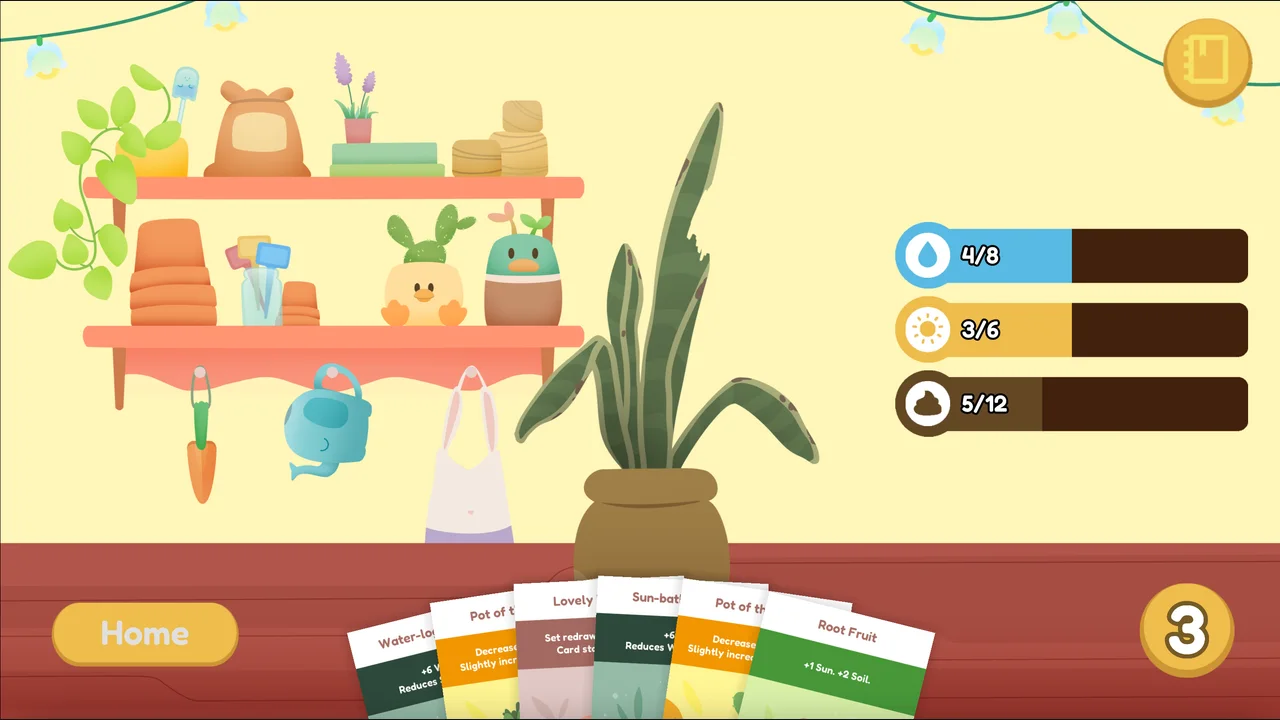 4/8
3/6
5/12
Home
3
Pot of t
Lovely
Set redraw
Decrease
Sun-bat
+6
Reduces W
Pot of th
Decrease
Root Fruit
+1 Sun. +2 Soil.
Water-lo
+6 W
Reduces
Slightly incr
Card sto
Slightly increa